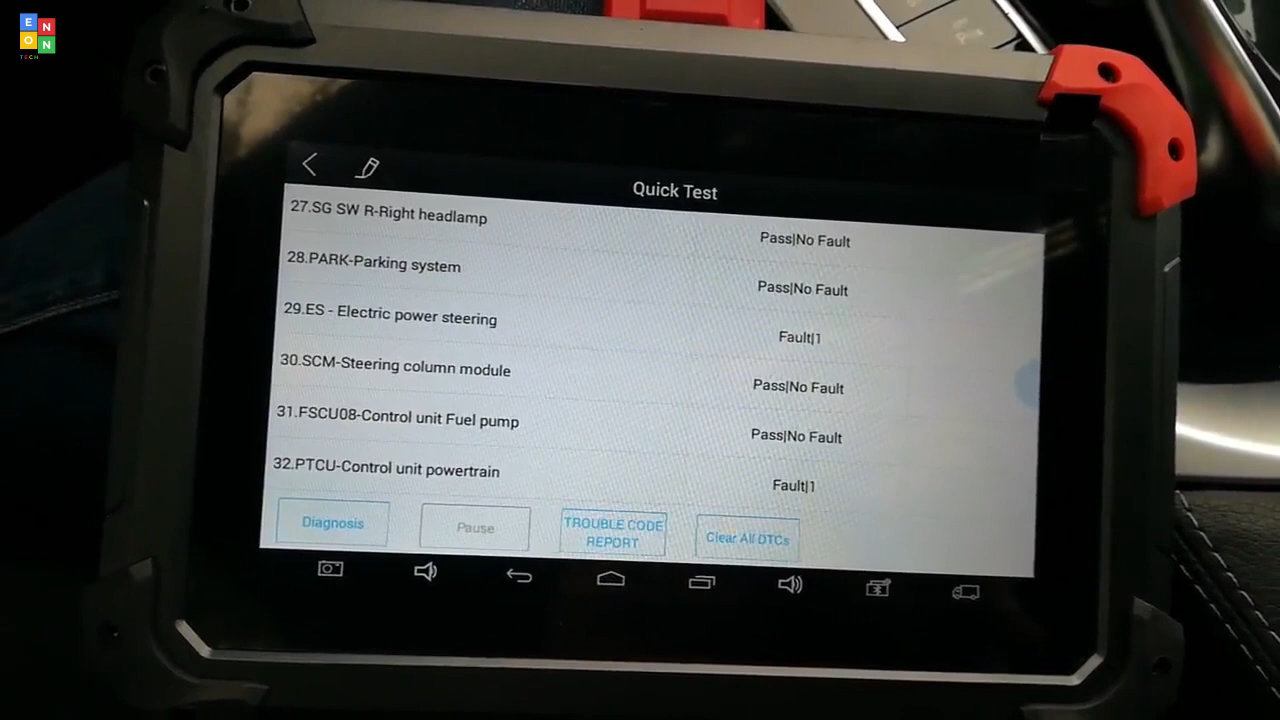 E N
O N
TECH
Quick Test
27.SG SW R-Right headlamp
Pass|No Fault
28.PARK-Parking system
Pass|No Fault
29.ES - Electric power steering
Fault|1
30.SCM-Steering column module
Pass|No Fault
31.FSCU08-Control unit Fuel pump
Pass|No Fault
32.PTCU-Control unit powertrain
Fault|1
Diagnosis
Pause
TROUBLE CODE
REPORT
Clear All DTCs